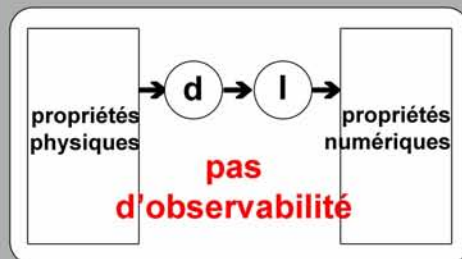 propriétés
physiques
d
l
propriétés
numériques
pas
d'observabilité